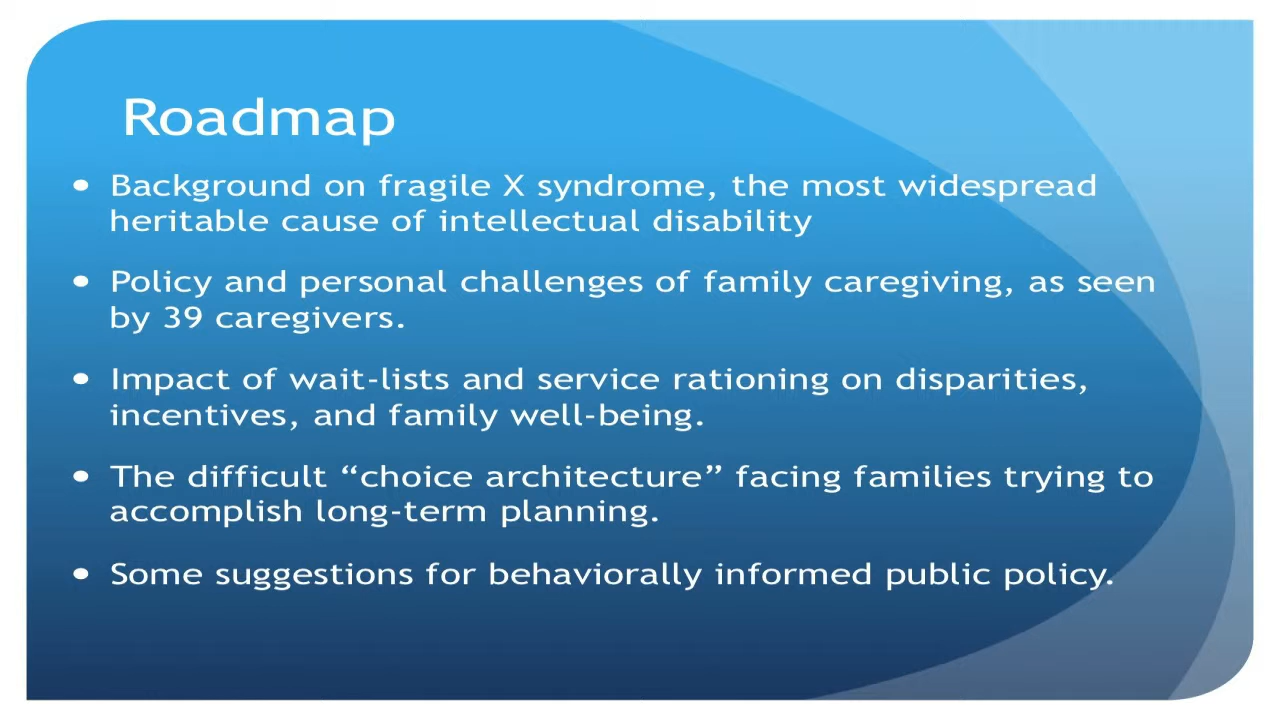 Roadmap
• Background on fragile X syndrome, the most widespread
heritable cause of intellectual disability
• Policy and personal challenges of family caregiving, as seen
by 39 caregivers.
• Impact of wait-lists and service rationing on disparities,
incentives, and family well-being.
• The difficult “choice architecture” facing families trying to
accomplish long-term planning.
• Some suggestions for behaviorally informed public policy.